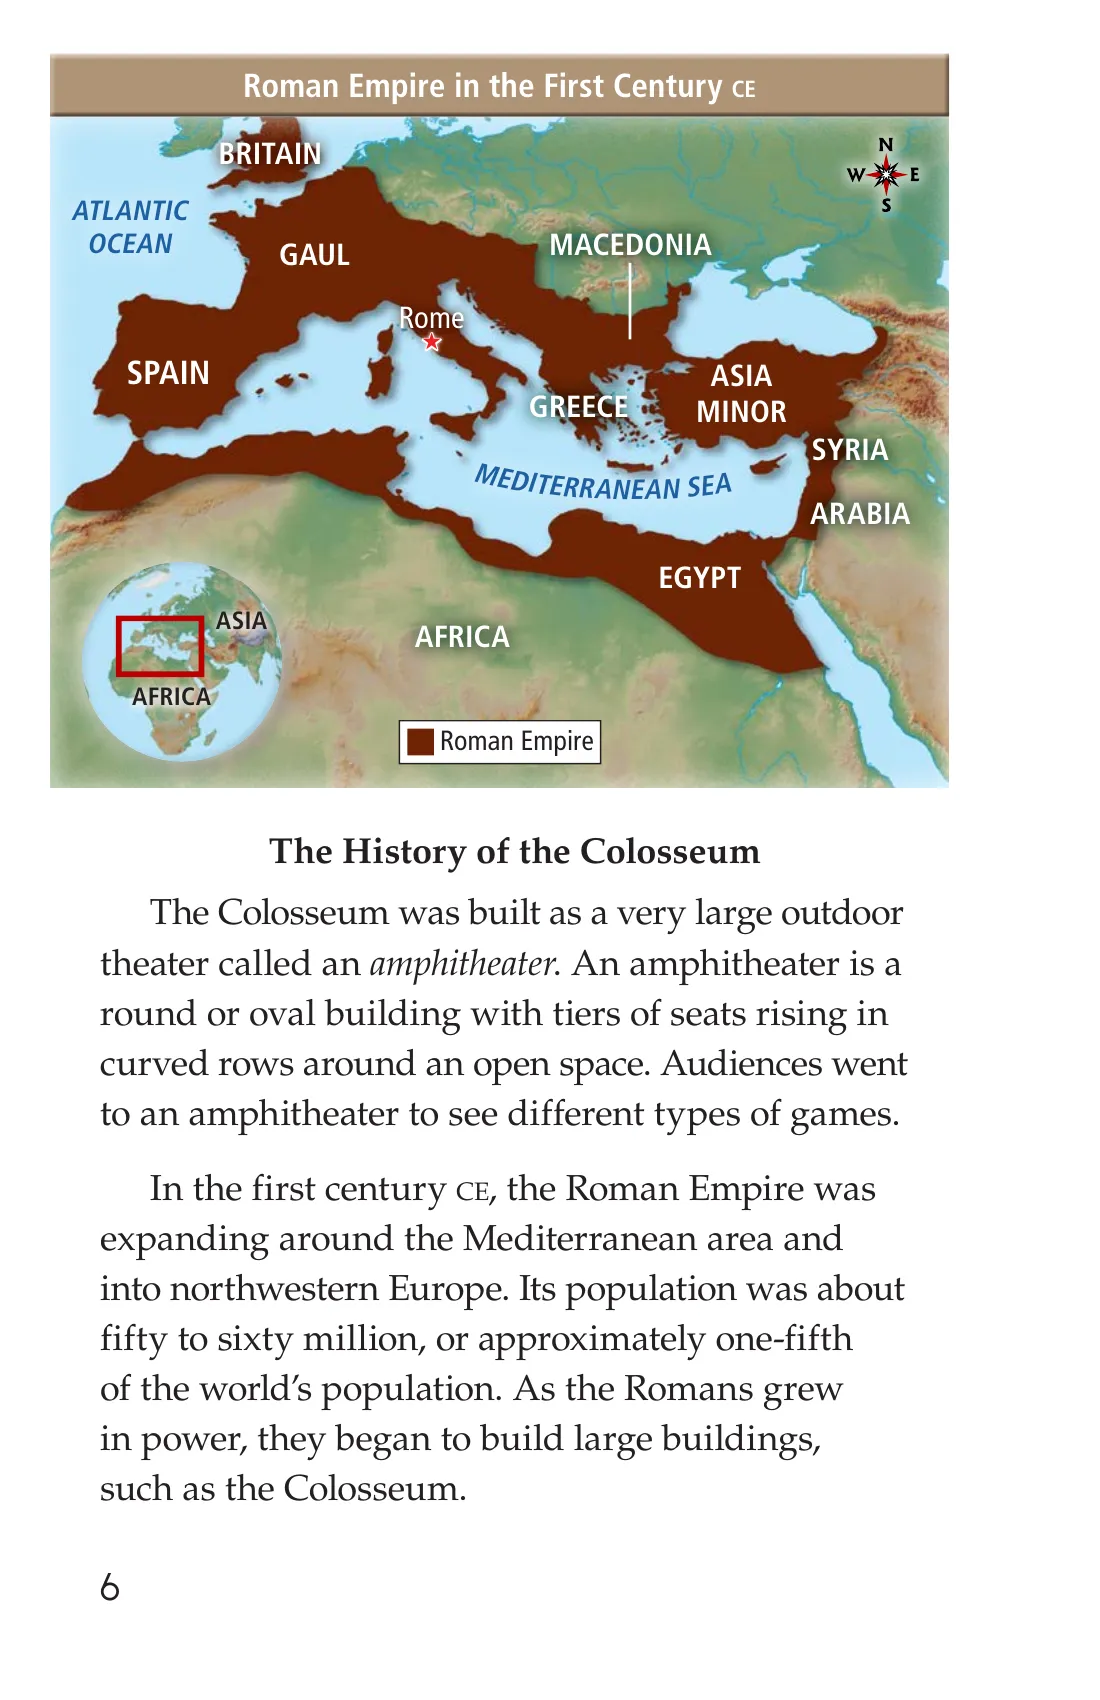 Roman Empire in the First Century CE
BRITAIN
N
W E
S
ATLANTIC
OCEAN
GAUL
MACEDONIA
Rome
SPAIN
ASIA
MINOR
GREECE
SYRIA
MEDITERRANEAN SEA
ARABIA
EGYPT
ASIA
AFRICA
AFRICA
Roman Empire
The History of the Colosseum
The Colosseum was built as a very large outdoor
theater called an amphitheater. An amphitheater is a
round or oval building with tiers of seats rising in
curved rows around an open space. Audiences went
to an amphitheater to see different types of games.
In the first century CE, the Roman Empire was
expanding around the Mediterranean area and
into northwestern Europe. Its population was about
fifty to sixty million, or approximately one-fifth
of the world’s population. As the Romans grew
in power, they began to build large buildings,
such as the Colosseum.
6